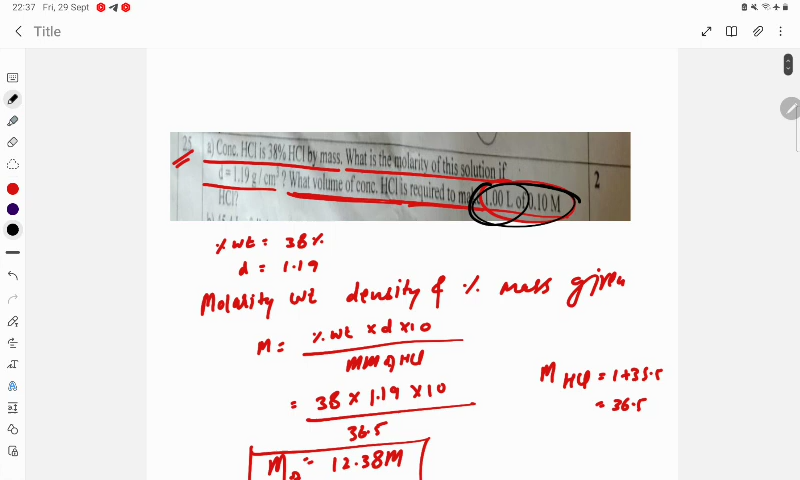 22:37 Fri, 29 Sept
Title
25 a) Conc. HCl is 38% HCl by mass. What is the molarity of this solution if
d = 1.19 g / cm³ ? What volume of conc. HCl is required to make 1.00 L of 0.10 M
HCl?
2
% wt = 38 %
d = 1.19
Molarity wt density & % mass given
M = % wt x d x 10
MM of HCl
M HCl = 1 + 35.5
= 36.5
= 38 x 1.19 x 10
36.5
= 12.38 M